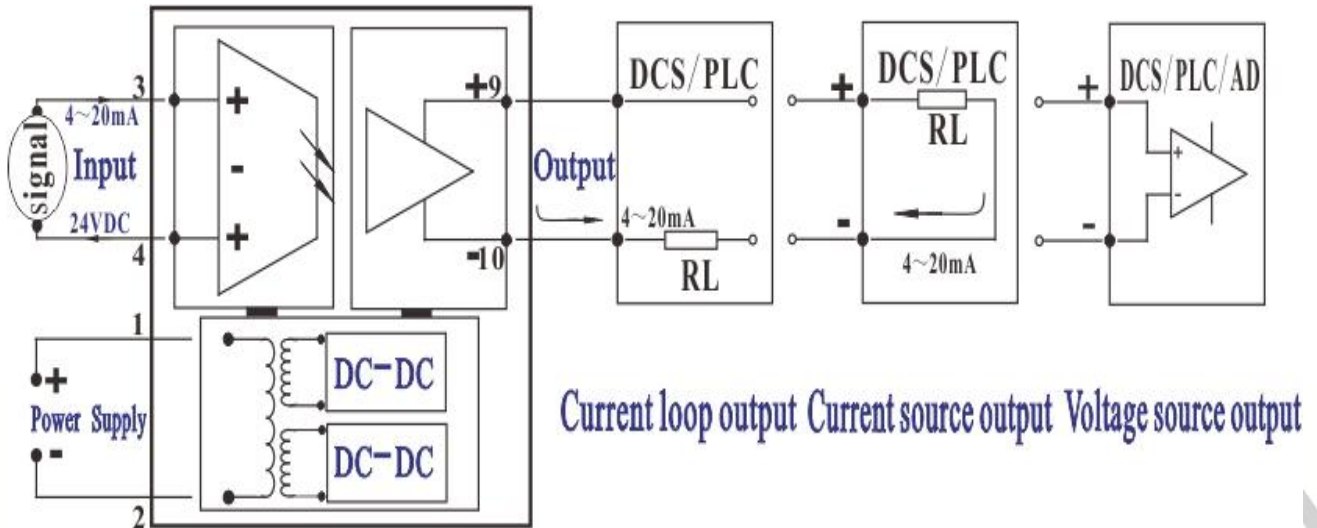 3
4~20mA
signal
Input
24VDC
4
+
-
+
+9
-10
Output
1
+
Power Supply
-
2
DC-DC
DC-DC
DCS/PLC
4~20mA
RL
+
DCS/PLC
RL
-
4~20mA
+
DCS/PLC/AD
+
-
-
Current loop output
Current source output
Voltage source output